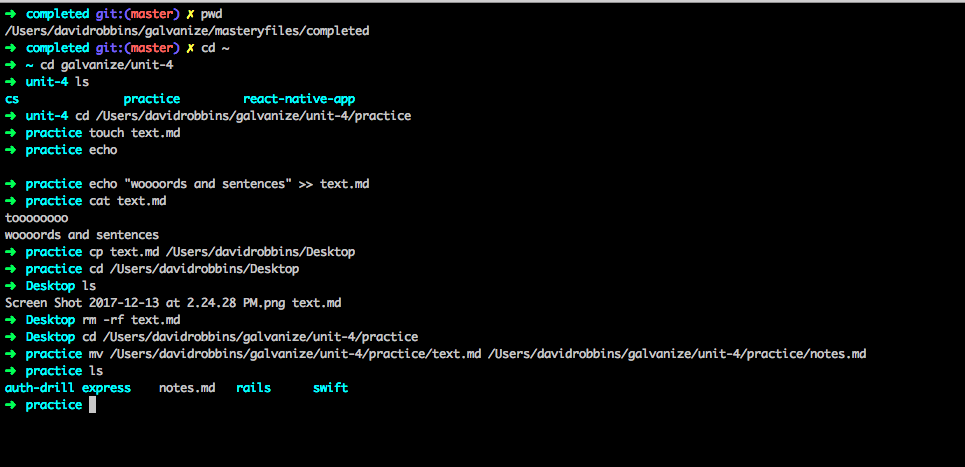 ➜ completed git:(master) ✗ pwd
/Users/davidrobbins/galvanize/masteryfiles/completed
➜ completed git:(master) ✗ cd ~
➜ ~ cd galvanize/unit-4
➜ unit-4 ls
cs practice react-native-app
➜ unit-4 cd /Users/davidrobbins/galvanize/unit-4/practice
➜ practice touch text.md
➜ practice echo
➜ practice echo "woooords and sentences" >> text.md
➜ practice cat text.md
toooooooo
woooords and sentences
➜ practice cp text.md /Users/davidrobbins/Desktop
➜ practice cd /Users/davidrobbins/Desktop
➜ Desktop ls
Screen Shot 2017-12-13 at 2.24.28 PM.png text.md
➜ Desktop rm -rf text.md
➜ Desktop cd /Users/davidrobbins/galvanize/unit-4/practice
➜ practice mv /Users/davidrobbins/galvanize/unit-4/practice/text.md /Users/davidrobbins/galvanize/unit-4/practice/notes.md
➜ practice ls
auth-drill express notes.md rails swift
➜ practice